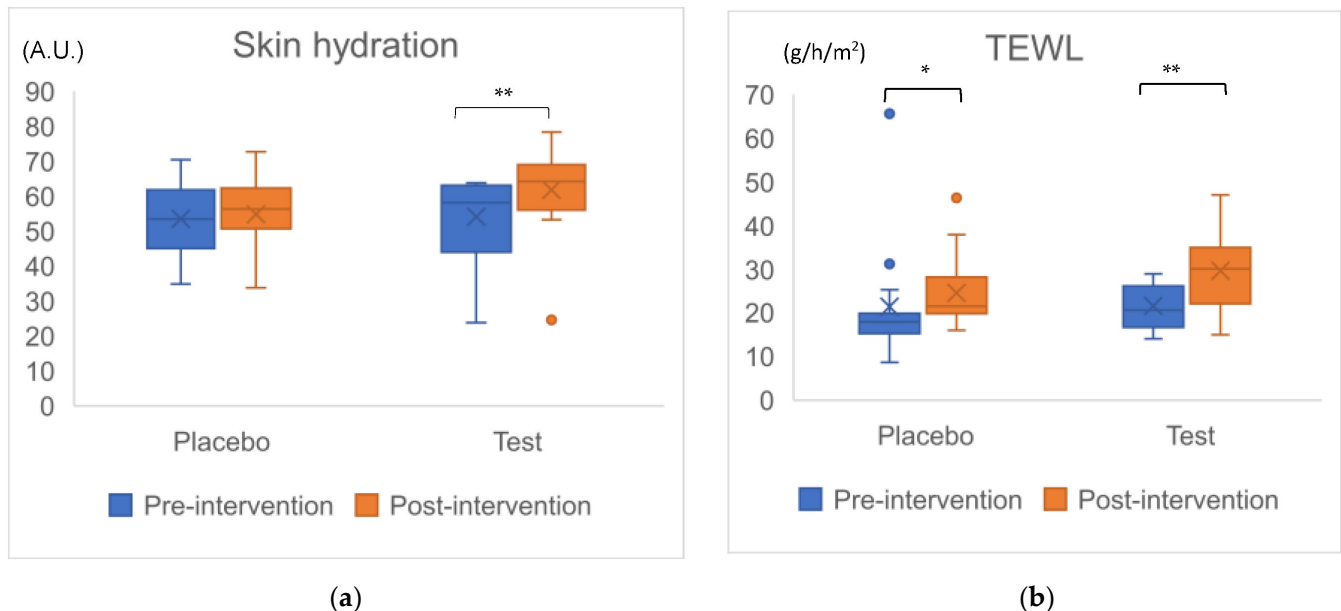 Skin hydration
(A.U.)
**
90
80
70
60
50
40
30
20
10
0
Placebo Test
Pre-intervention Post-intervention
(a)
TEWL
(g/h/m²)
* **
70
60
50
40
30
20
10
0
Placebo Test
Pre-intervention Post-intervention
(b)